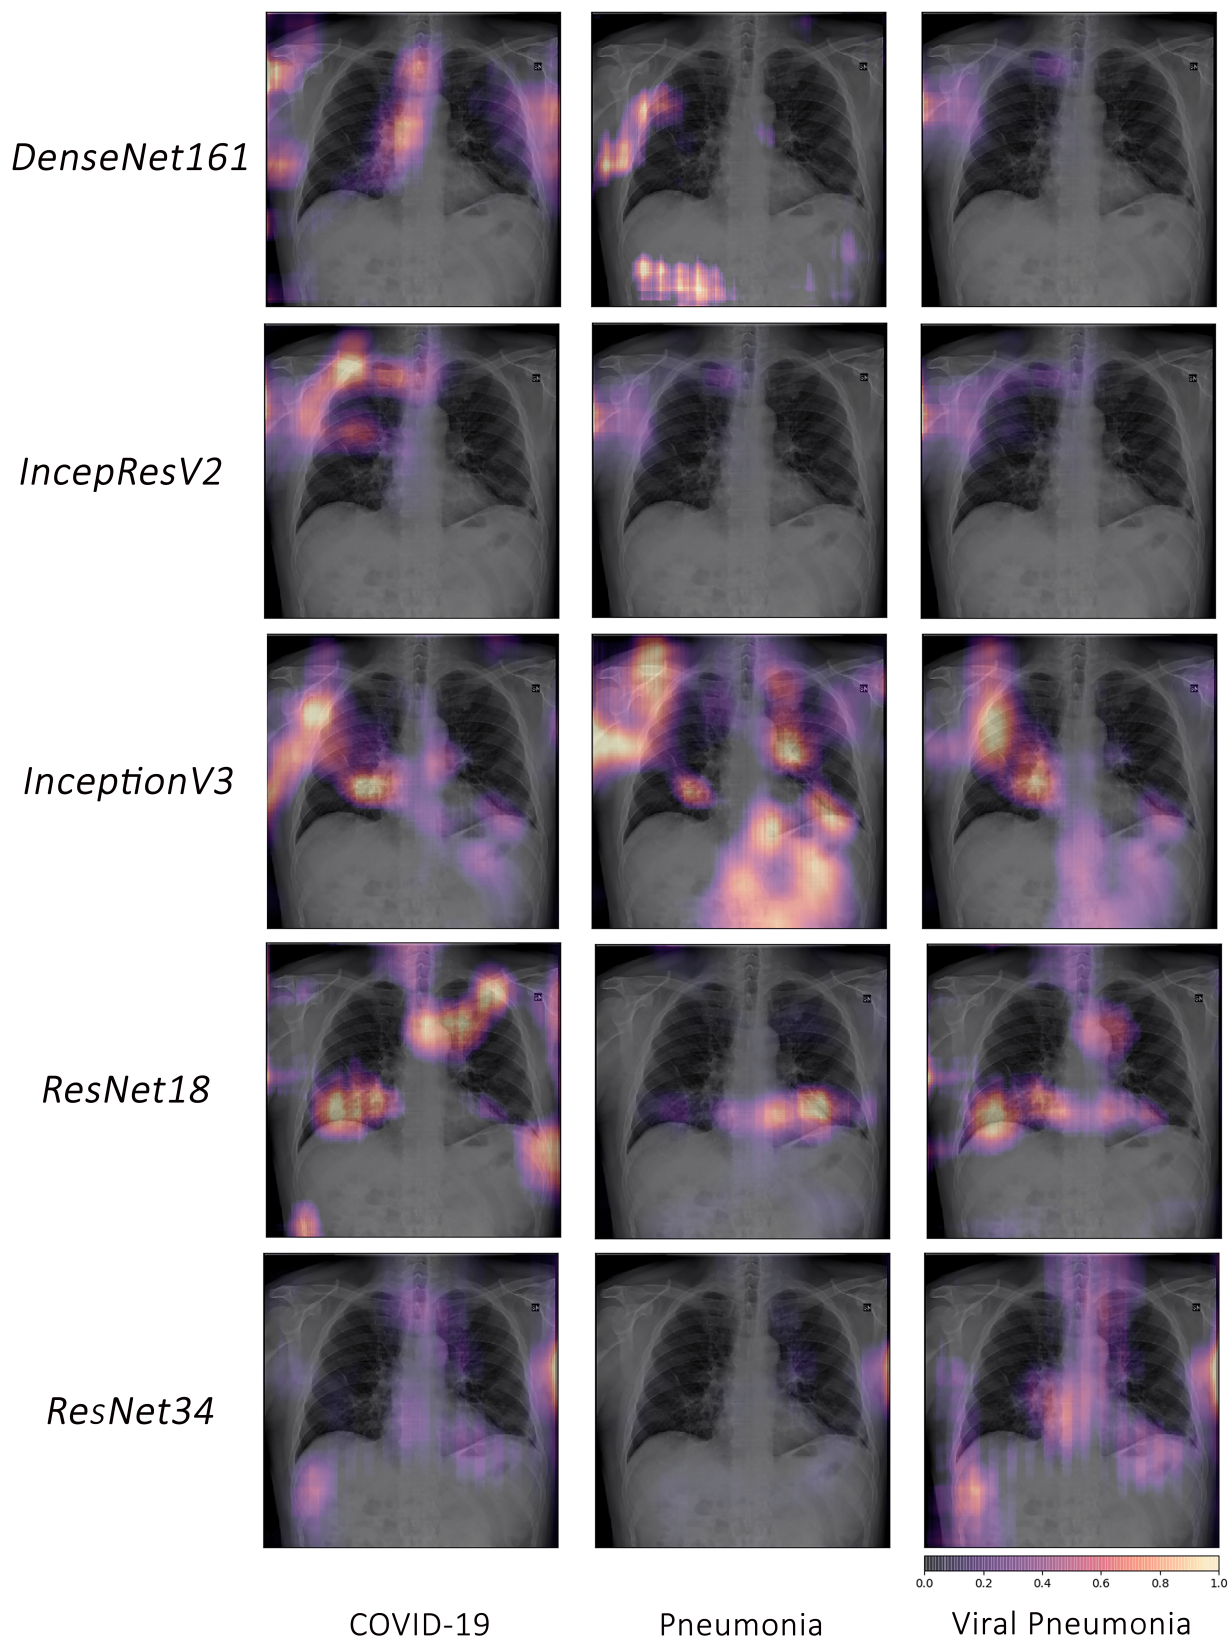 DenseNet161
IncepResV2
InceptionV3
ResNet18
ResNet34
0.0 0.2 0.4 0.6 0.8 1.0
COVID-19 Pneumonia Viral Pneumonia